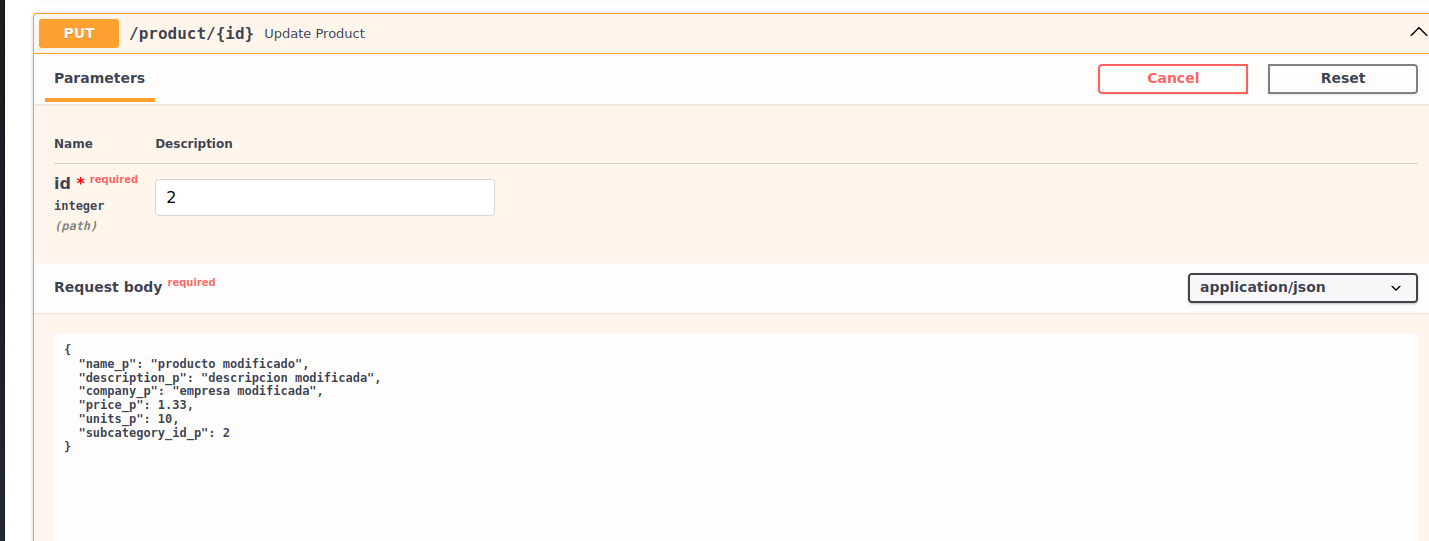 PUT /product/{id} Update Product
Parameters Cancel Reset
Name Description
id * required 2
integer
(path)
Request body required application/json
{
  "name_p": "producto modificado",
  "description_p": "descripcion modificada",
  "company_p": "empresa modificada",
  "price_p": 1.33,
  "units_p": 10,
  "subcategory_id_p": 2
}